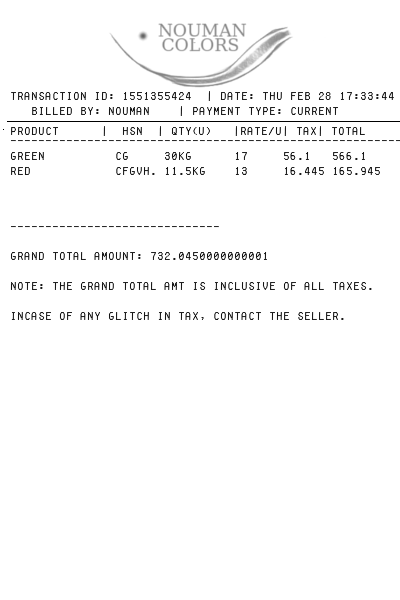 NOUMAN
COLORS
TRANSACTION ID: 1551355424 | DATE: THU FEB 28 17:33:44
BILLED BY: NOUMAN | PAYMENT TYPE: CURRENT
PRODUCT | HSN | QTY(U) |RATE/U| TAX| TOTAL
GREEN CG 30KG 17 56.1 566.1
RED CFGVH. 11.5KG 13 16.445 165.945
------------------------------
GRAND TOTAL AMOUNT: 732.0450000000001
NOTE: THE GRAND TOTAL AMT IS INCLUSIVE OF ALL TAXES.
INCASE OF ANY GLITCH IN TAX, CONTACT THE SELLER.